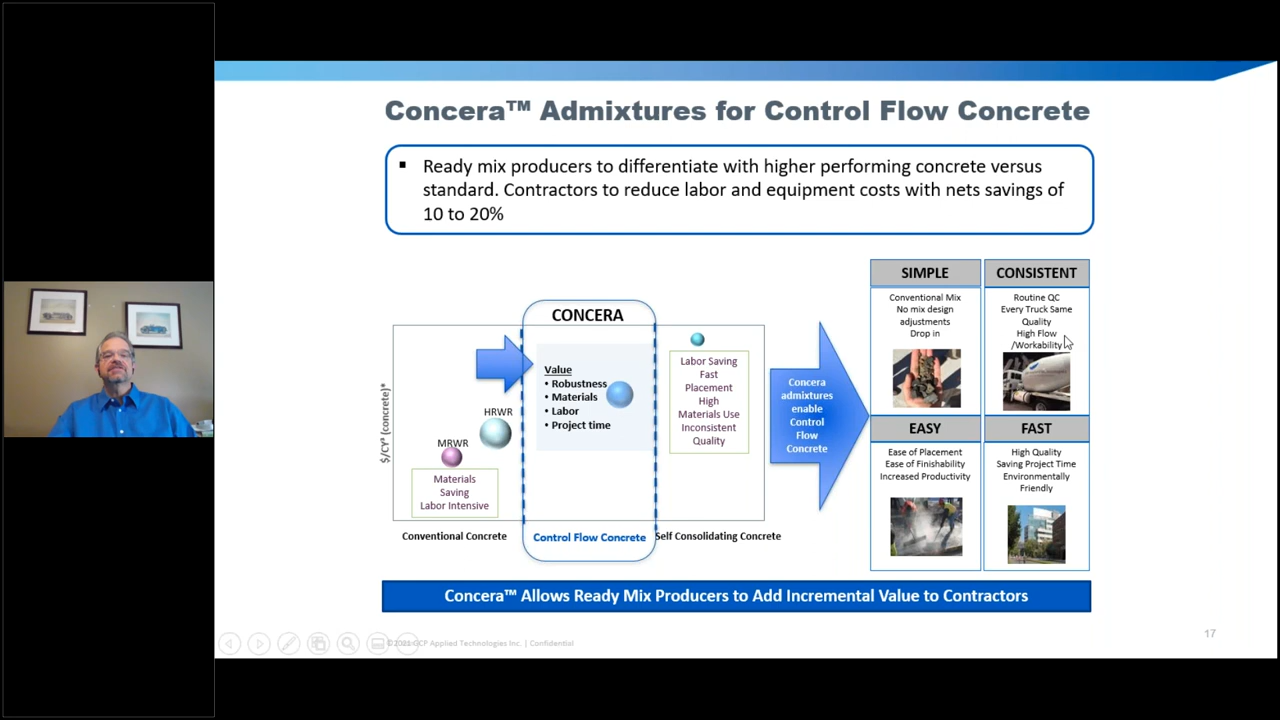 Concera™ Admixtures for Control Flow Concrete
▪ Ready mix producers to differentiate with higher performing concrete versus
standard. Contractors to reduce labor and equipment costs with nets savings of
10 to 20%
$/CY³ (concrete)*
MRWR
HRWR
Materials
Saving
Labor Intensive
Conventional Concrete
CONCERA
Value
• Robustness
• Materials
• Labor
• Project time
Control Flow Concrete
Labor Saving
Fast
Placement
High
Materials Use
Inconsistent
Quality
Self Consolidating Concrete
Concera
admixtures
enable
Control
Flow
Concrete
SIMPLE
Conventional Mix
No mix design
adjustments
Drop in
CONSISTENT
Routine QC
Every Truck Same
Quality
High Flow
/Workability
EASY
Ease of Placement
Ease of Finishability
Increased Productivity
FAST
High Quality
Saving Project Time
Environmentally
Friendly
Concera™ Allows Ready Mix Producers to Add Incremental Value to Contractors
GCP Applied Technologies Inc. | Confidential
17